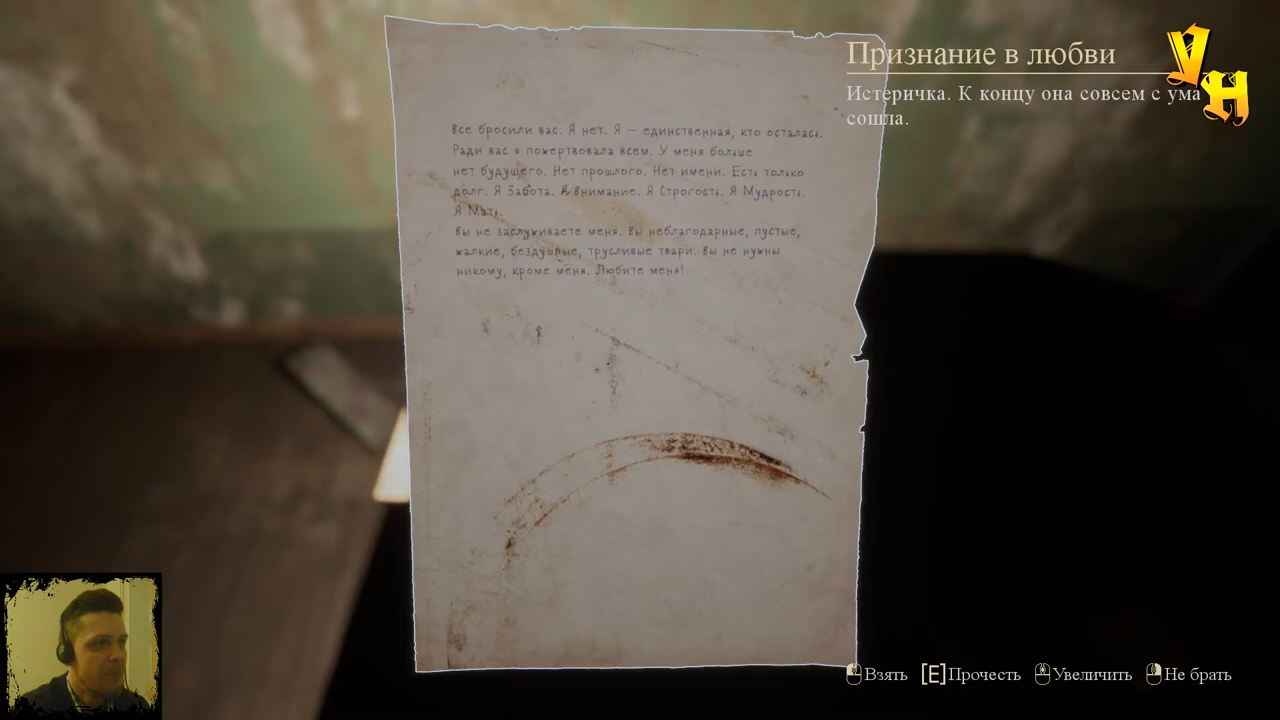 Признание в любви
Истеричка. К концу она совсем с ума
сошла.
УН
Все бросили вас. Я нет. Я – единственная, кто осталась.
Ради вас я пожертвовала всем. У меня больше
нет будущего. Нет прошлого. Нет имени. Есть только
долг. Я Забота. Я Внимание. Я Строгость. Я Мудрость.
Я Мать.
Вы не заслуживаете меня. Вы неблагодарные, пустые,
жалкие, бездушные, трусливые твари. Вы не нужны
никому, кроме меня. Любите меня!
Взять [E]Прочесть Увеличить Не брать